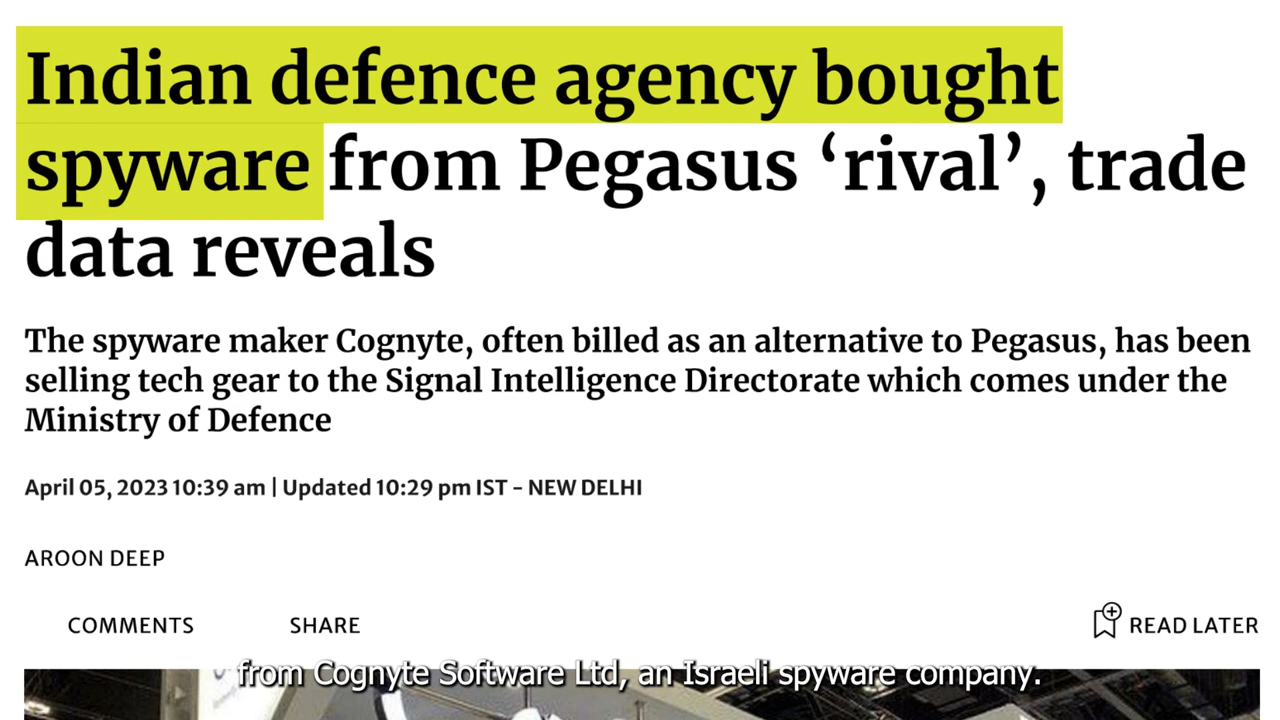 Indian defence agency bought
spyware from Pegasus ‘rival’, trade
data reveals
The spyware maker Cognyte, often billed as an alternative to Pegasus, has been
selling tech gear to the Signal Intelligence Directorate which comes under the
Ministry of Defence
April 05, 2023 10:39 am | Updated 10:29 pm IST - NEW DELHI
AROON DEEP
COMMENTS SHARE READ LATER
from Cognyte Software Ltd, an Israeli spyware company.